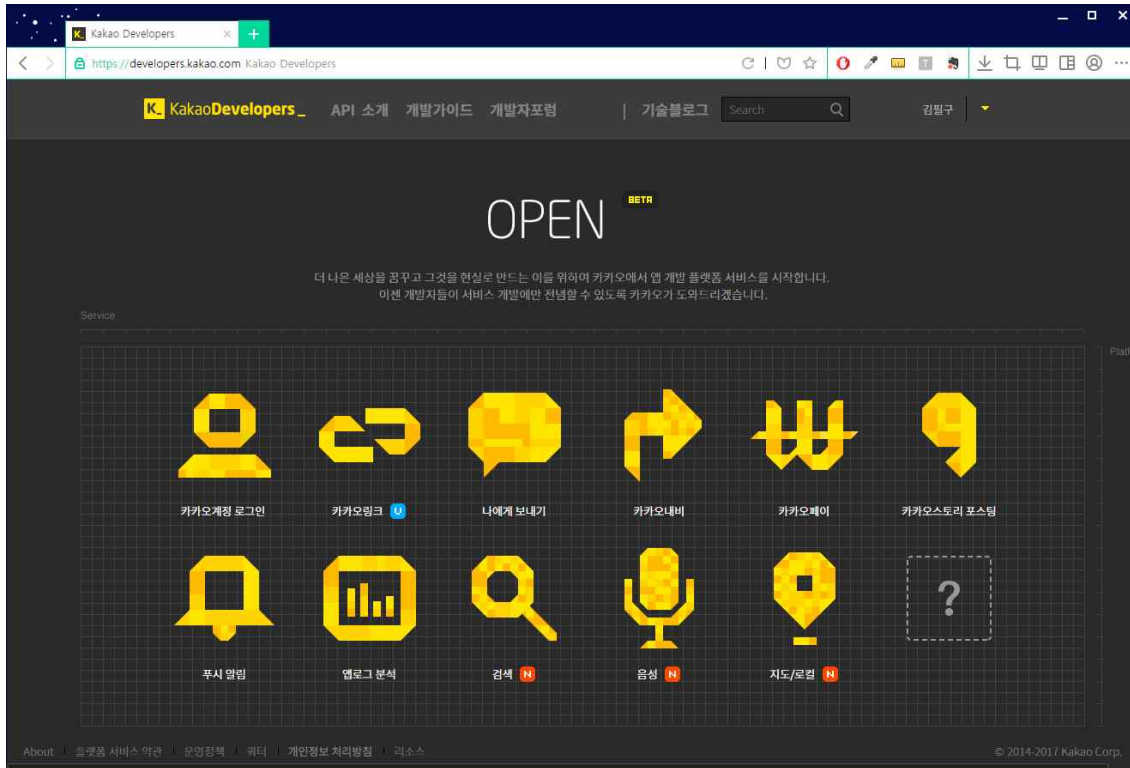 Kakao Developers
https://developers.kakao.com Kakao Developers
K_ KakaoDevelopers_ API 소개 개발가이드 개발자포럼 | 기술블로그 Search 김필구
OPEN BETA
더 나은 세상을 꿈꾸고 그것을 현실로 만드는 이를 위하여 카카오에서 앱 개발 플랫폼 서비스를 시작합니다.
이젠 개발자들이 서비스 개발에만 전념할 수 있도록 카카오가 도와드리겠습니다.
Service
Platf
카카오계정 로그인 카카오링크 U 나에게 보내기 카카오내비 카카오페이 카카오스토리 포스팅
?
푸시 알림 앱로그 분석 검색 N 음성 N 지도/로컬 N
About 플랫폼 서비스 약관 운영정책 쿼터 개인정보 처리방침 리소스 © 2014-2017 Kakao Corp.